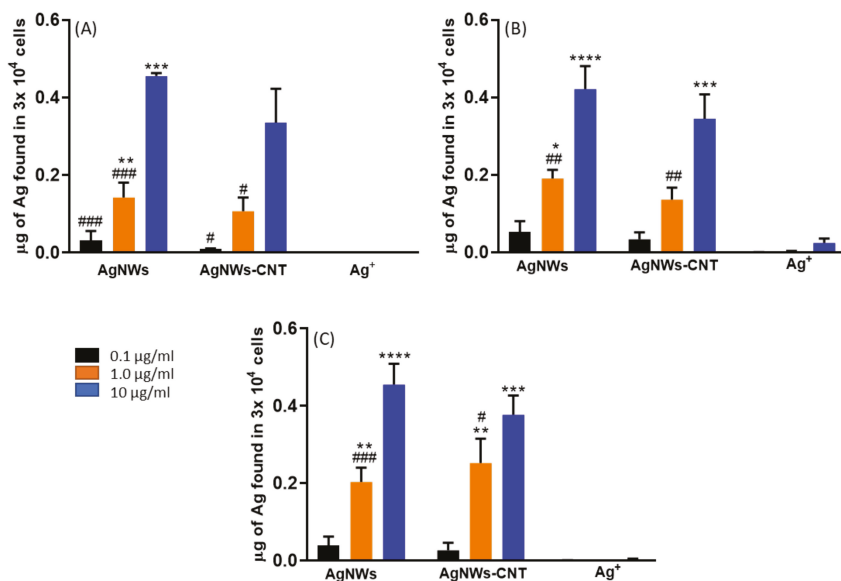 (A)
μg of Ag found in 3x 10⁴ cells
0.6
0.4
0.2
0.0
###
**
###
***
#
#
AgNWs
AgNWs-CNT
Ag⁺
(B)
μg of Ag found in 3x 10⁴ cells
0.6
0.4
0.2
0.0
*
##
****
##
***
AgNWs
AgNWs-CNT
Ag⁺
0.1 μg/ml
1.0 μg/ml
10 μg/ml
(C)
μg of Ag found in 3x 10⁴ cells
0.6
0.4
0.2
0.0
**
###
****
#
**
***
AgNWs
AgNWs-CNT
Ag⁺